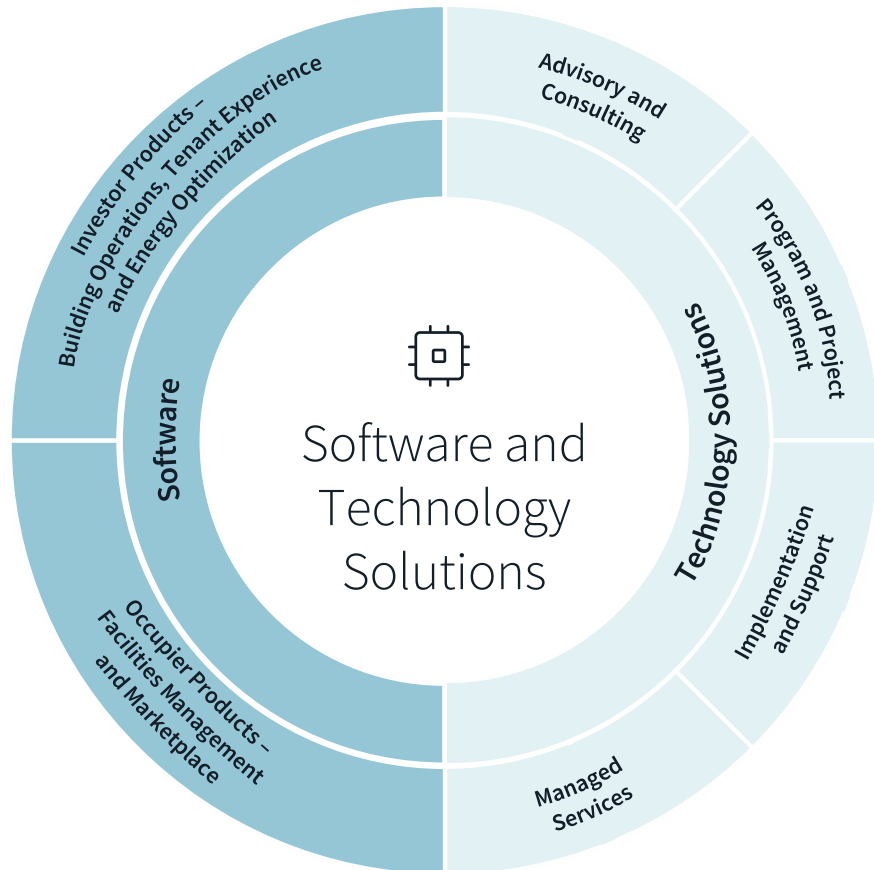 Software and
Technology
Solutions
Software
Investor Products –
Building Operations, Tenant Experience
and Energy Optimization
Occupier Products –
Facilities Management
and Marketplace
Technology Solutions
Advisory and
Consulting
Program and Project
Management
Implementation
and Support
Managed
Services